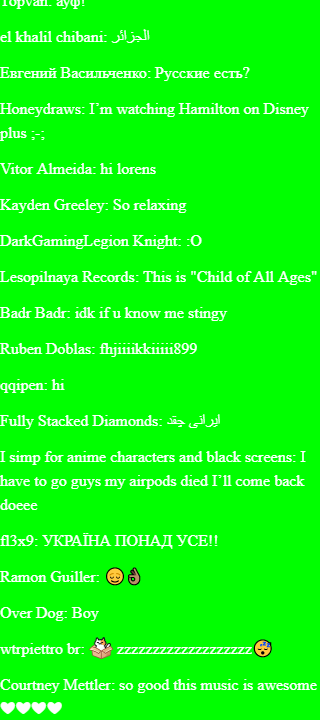 Topvan: ауф!
el khalil chibani: الجزائر
Евгений Васильченко: Русские есть?
Honeydraws: I’m watching Hamilton on Disney
plus ;-;
Vitor Almeida: hi lorens
Kayden Greeley: So relaxing
DarkGamingLegion Knight: :O
Lesopilnaya Records: This is "Child of All Ages"
Badr Badr: idk if u know me stingy
Ruben Doblas: fhjiiiikkiiiii899
qqipen: hi
Fully Stacked Diamonds: ایرانی چقد
I simp for anime characters and black screens: I
have to go guys my airpods died I’ll come back
doeee
fl3x9: УКРАЇНА ПОНАД УСЕ!!
Ramon Guiller: 😌👌🏿
Over Dog: Boy
wtrpiettro br: zzzzzzzzzzzzzzzzzzz😴
Courtney Mettler: so good this music is awesome
🤍🤍🤍🤍